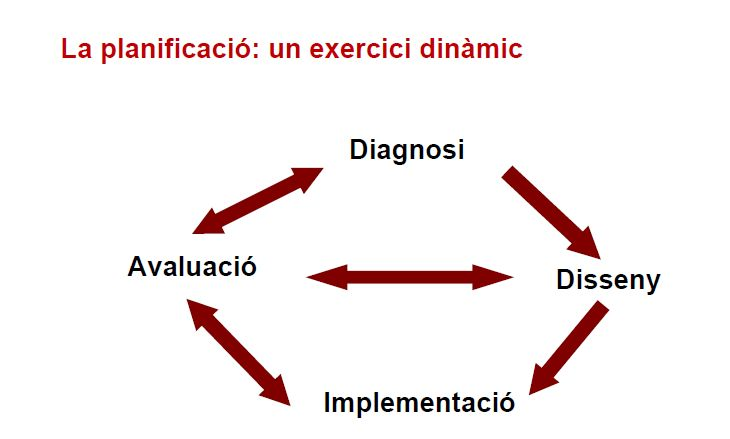 La planificació: un exercici dinàmic
Diagnosi
Avaluació
Disseny
Implementació